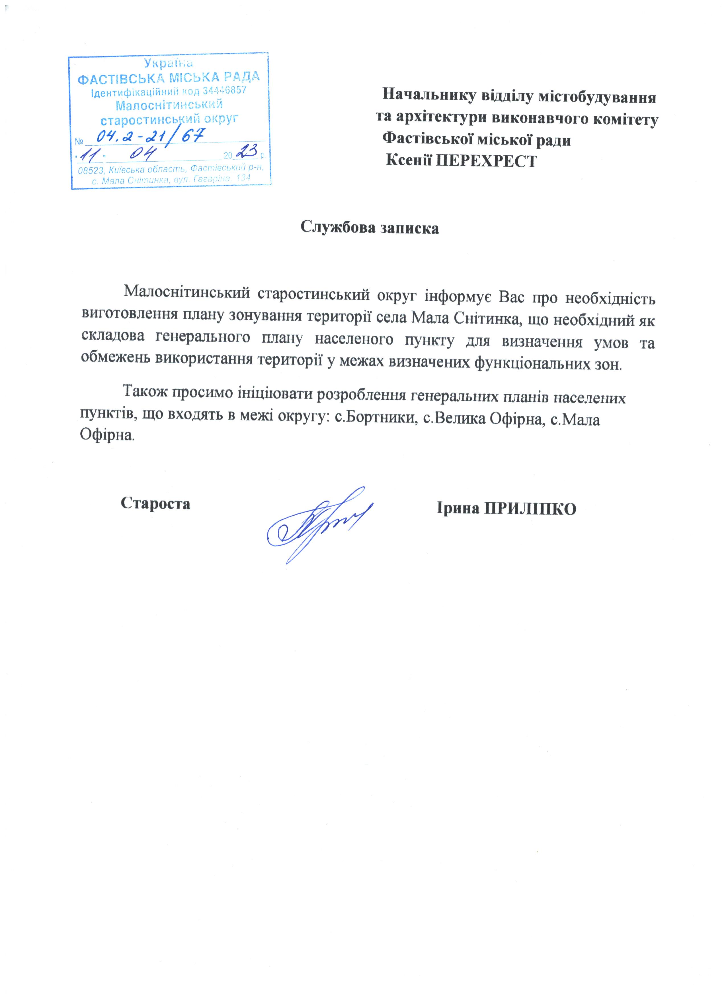 Україна
ФАСТІВСЬКА МІСЬКА РАДА
Ідентифікаційний код 34446857
Малоснітинський
старостинський округ
№ 04.2-21/67
"11" 04 2023 р.
08523, Київська область, Фастівський р-н,
с. Мала Снітинка, вул. Гагаріна, 134
Начальнику відділу містобудування
та архітектури виконавчого комітету
Фастівської міської ради
Ксенії ПЕРЕХРЕСТ
Службова записка
Малоснітинський старостинський округ інформує Вас про необхідність
виготовлення плану зонування території села Мала Снітинка, що необхідний як
складова генерального плану населеного пункту для визначення умов та
обмежень використання території у межах визначених функціональних зон.
Також просимо ініціювати розроблення генеральних планів населених
пунктів, що входять в межі округу: с.Бортники, с.Велика Офірна, с.Мала
Офірна.
Староста Ірина ПРИЛІПКО